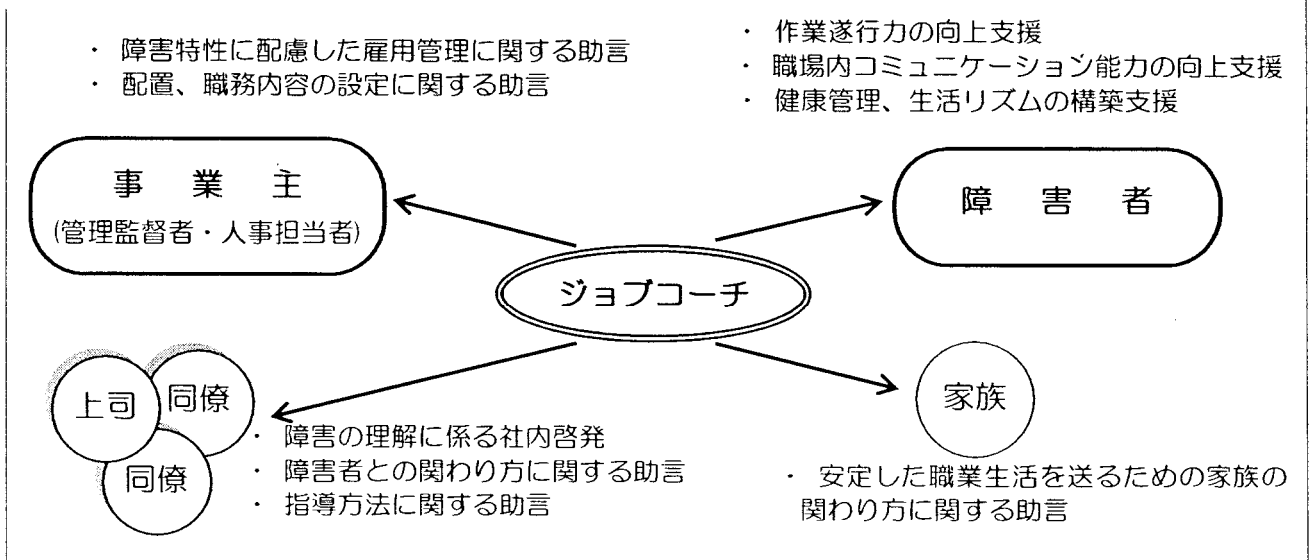 ・ 障害特性に配慮した雇用管理に関する助言
・ 配置、職務内容の設定に関する助言
・ 作業遂行力の向上支援
・ 職場内コミュニケーション能力の向上支援
・ 健康管理、生活リズムの構築支援
事 業 主
(管理監督者・人事担当者)
障 害 者
ジョブコーチ
上司
同僚
同僚
・ 障害の理解に係る社内啓発
・ 障害者との関わり方に関する助言
・ 指導方法に関する助言
家族
・ 安定した職業生活を送るための家族の
関わり方に関する助言